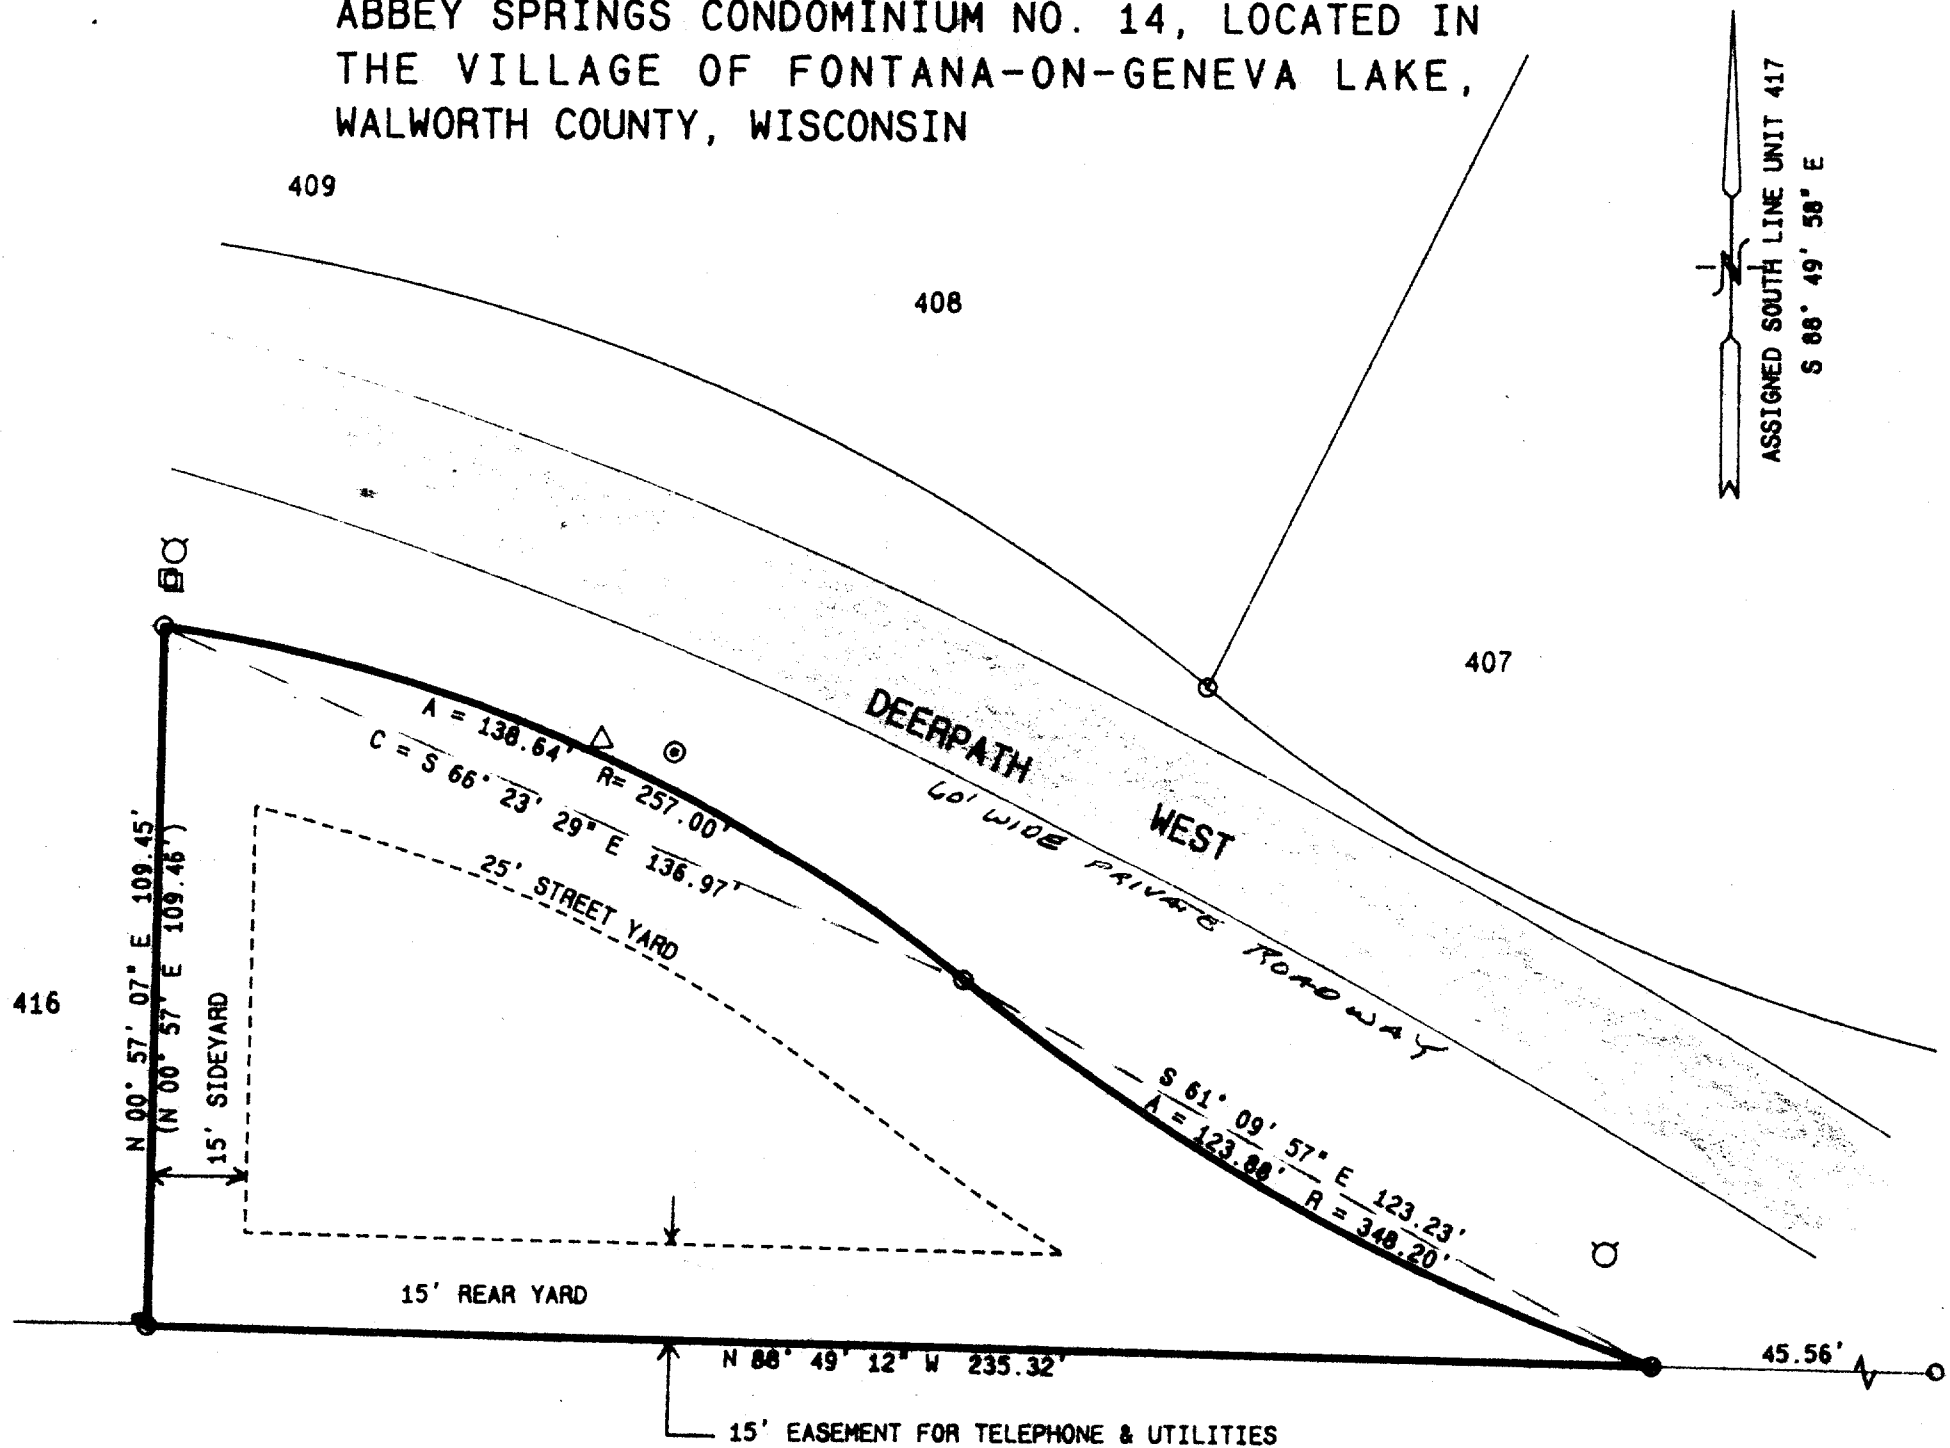 ABBEY SPRINGS CONDOMINIUM NO. 14, LOCATED IN
THE VILLAGE OF FONTANA-ON-GENEVA LAKE,
WALWORTH COUNTY, WISCONSIN
ASSIGNED SOUTH LINE UNIT 417
S 88° 49' 58" E
N
409
408
407
DEERPATH WEST
60' WIDE PRIVATE ROADWAY
A = 138.64' R= 257.00'
C = S 66° 23' 29" E 136.97'
25' STREET YARD
416
N 00° 57' 07" E 109.45'
(N 00° 57' E 109.46')
15' SIDEYARD
S 61° 09' 57" E 123.23'
A = 123.88' R = 348.20'
15' REAR YARD
N 88° 49' 12" W 235.32'
45.56'
15' EASEMENT FOR TELEPHONE & UTILITIES